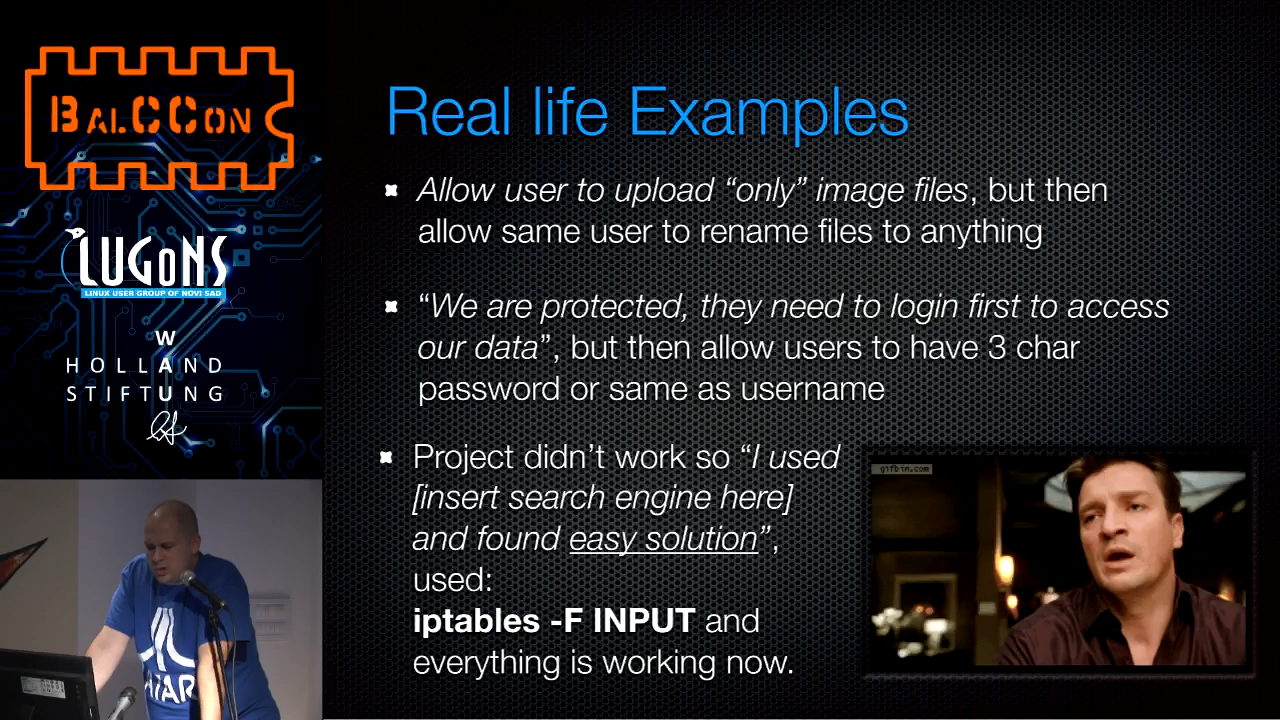 BALCCON
LUGONS
LINUX USER GROUP OF NOVI SAD
W
HOLLAND
A
STIFTUNG
U
Real life Examples
Allow user to upload “only” image files, but then
allow same user to rename files to anything
“We are protected, they need to login first to access
our data”, but then allow users to have 3 char
password or same as username
Project didn’t work so “I used
[insert search engine here]
and found easy solution”,
used:
iptables -F INPUT and
everything is working now.
gifbin.com
ATARI